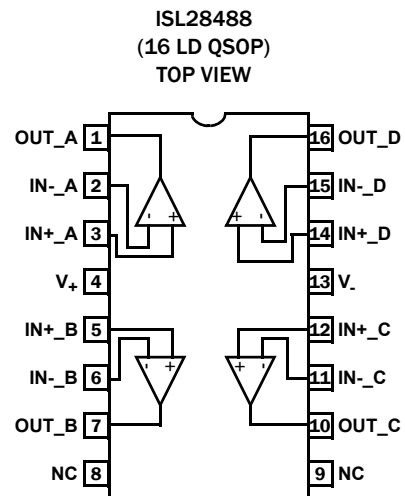 ISL28488
(16 LD QSOP)
TOP VIEW
OUT_A 1 16 OUT_D
IN-_A 2 15 IN-_D
- + + -
IN+_A 3 14 IN+_D
V+ 4 13 V-
IN+_B 5 12 IN+_C
- + + -
IN-_B 6 11 IN-_C
OUT_B 7 10 OUT_C
NC 8 9 NC